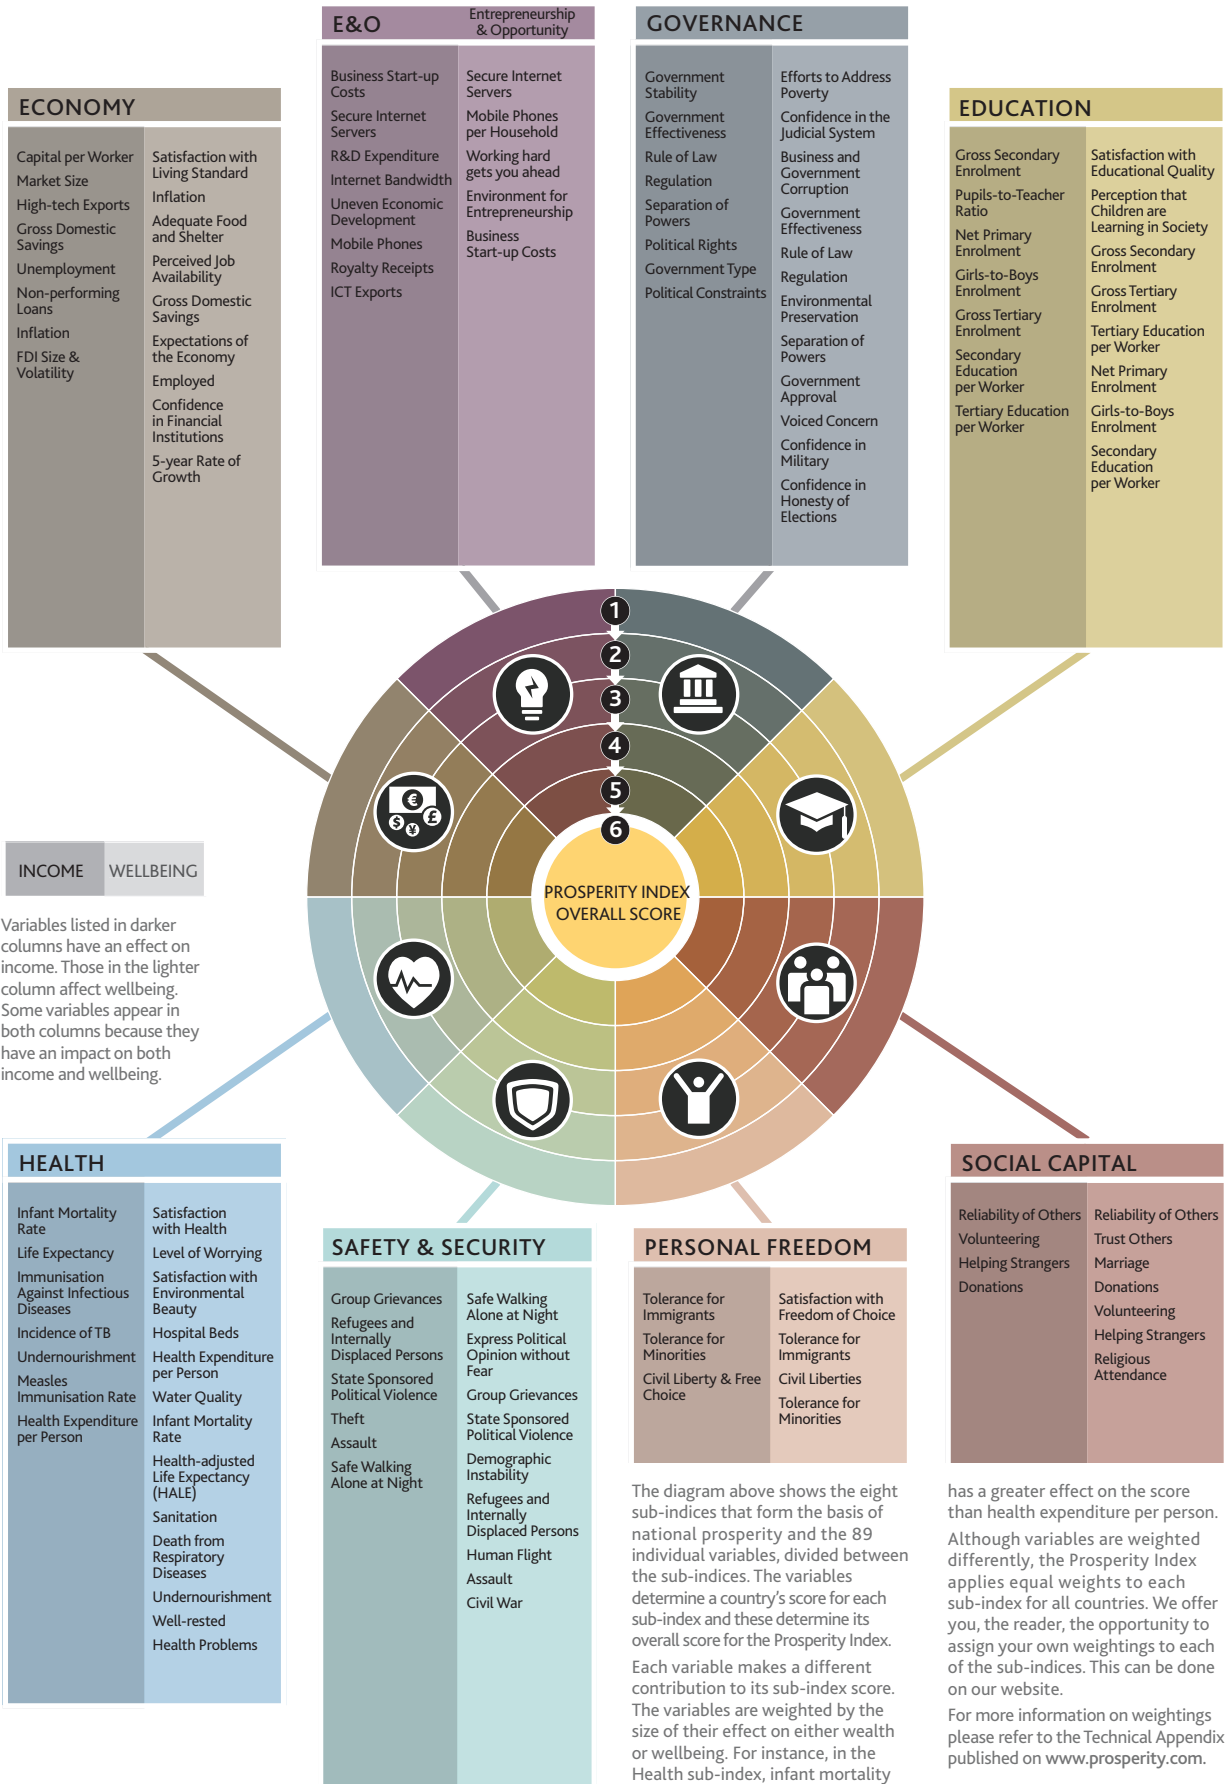 E&O
Entrepreneurship
& Opportunity
Business Start-up
Costs
Secure Internet
Servers
R&D Expenditure
Internet Bandwidth
Uneven Economic
Development
Mobile Phones
Royalty Receipts
ICT Exports
Secure Internet
Servers
Mobile Phones
per Household
Working hard
gets you ahead
Environment for
Entrepreneurship
Business
Start-up Costs
GOVERNANCE
Government
Stability
Government
Effectiveness
Rule of Law
Regulation
Separation of
Powers
Political Rights
Government Type
Political Constraints
Efforts to Address
Poverty
Confidence in the
Judicial System
Business and
Government
Corruption
Government
Effectiveness
Rule of Law
Regulation
Environmental
Preservation
Separation of
Powers
Government
Approval
Voiced Concern
Confidence in
Military
Confidence in
Honesty of
Elections
ECONOMY
Capital per Worker
Market Size
High-tech Exports
Gross Domestic
Savings
Unemployment
Non-performing
Loans
Inflation
FDI Size &
Volatility
Satisfaction with
Living Standard
Inflation
Adequate Food
and Shelter
Perceived Job
Availability
Gross Domestic
Savings
Expectations of
the Economy
Employed
Confidence
in Financial
Institutions
5-year Rate of
Growth
EDUCATION
Gross Secondary
Enrolment
Pupils-to-Teacher
Ratio
Net Primary
Enrolment
Girls-to-Boys
Enrolment
Gross Tertiary
Enrolment
Secondary
Education
per Worker
Tertiary Education
per Worker
Satisfaction with
Educational Quality
Perception that
Children are
Learning in Society
Gross Secondary
Enrolment
Gross Tertiary
Enrolment
Tertiary Education
per Worker
Net Primary
Enrolment
Girls-to-Boys
Enrolment
Secondary
Education
per Worker
1
2
3
4
5
6
€
$
¥
£
PROSPERITY INDEX
OVERALL SCORE
INCOME
WELLBEING
Variables listed in darker
columns have an effect on
income. Those in the lighter
column affect wellbeing.
Some variables appear in
both columns because they
have an impact on both
income and wellbeing.
HEALTH
Infant Mortality
Rate
Life Expectancy
Immunisation
Against Infectious
Diseases
Incidence of TB
Undernourishment
Measles
Immunisation Rate
Health Expenditure
per Person
Satisfaction
with Health
Level of Worrying
Satisfaction with
Environmental
Beauty
Hospital Beds
Health Expenditure
per Person
Water Quality
Infant Mortality
Rate
Health-adjusted
Life Expectancy
(HALE)
Sanitation
Death from
Respiratory
Diseases
Undernourishment
Well-rested
Health Problems
SAFETY & SECURITY
Group Grievances
Refugees and
Internally
Displaced Persons
State Sponsored
Political Violence
Theft
Assault
Safe Walking
Alone at Night
Safe Walking
Alone at Night
Express Political
Opinion without
Fear
Group Grievances
State Sponsored
Political Violence
Demographic
Instability
Refugees and
Internally
Displaced Persons
Human Flight
Assault
Civil War
PERSONAL FREEDOM
Tolerance for
Immigrants
Tolerance for
Minorities
Civil Liberty & Free
Choice
Satisfaction with
Freedom of Choice
Tolerance for
Immigrants
Civil Liberties
Tolerance for
Minorities
SOCIAL CAPITAL
Reliability of Others
Volunteering
Helping Strangers
Donations
Reliability of Others
Trust Others
Marriage
Donations
Volunteering
Helping Strangers
Religious
Attendance
The diagram above shows the eight
sub-indices that form the basis of
national prosperity and the 89
individual variables, divided between
the sub-indices. The variables
determine a country's score for each
sub-index and these determine its
overall score for the Prosperity Index.
Each variable makes a different
contribution to its sub-index score.
The variables are weighted by the
size of their effect on either wealth
or wellbeing. For instance, in the
Health sub-index, infant mortality
has a greater effect on the score
than health expenditure per person.
Although variables are weighted
differently, the Prosperity Index
applies equal weights to each
sub-index for all countries. We offer
you, the reader, the opportunity to
assign your own weightings to each
of the sub-indices. This can be done
on our website.
For more information on weightings
please refer to the Technical Appendix
published on www.prosperity.com.